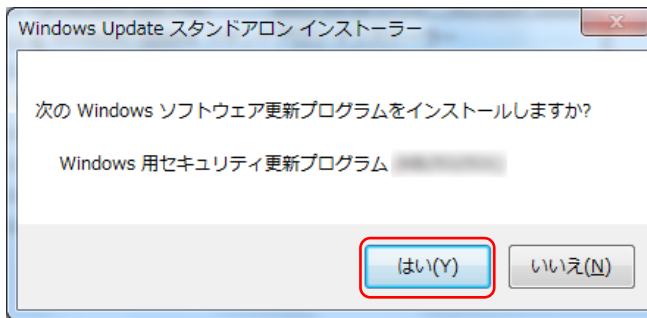 Windows Update スタンドアロン インストーラー
次の Windows ソフトウェア更新プログラムをインストールしますか?
Windows 用セキュリティ更新プログラム
はい(Y)
いいえ(N)